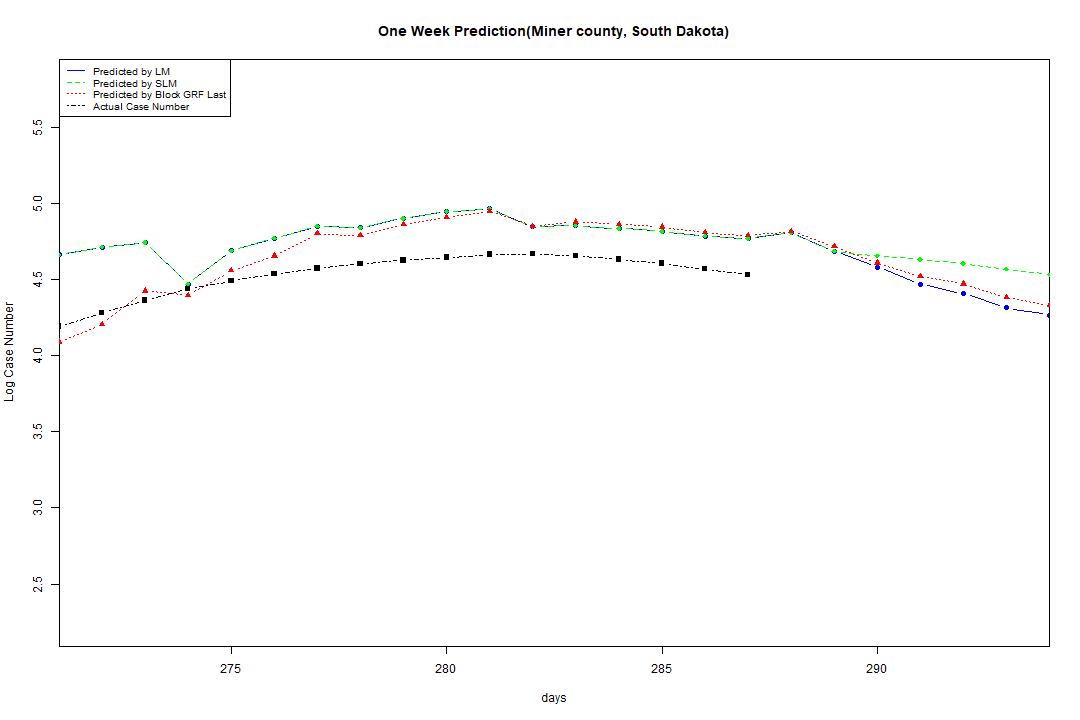 One Week Prediction(Miner county, South Dakota)
Predicted by LM
Predicted by SLM
Predicted by Block GRF Last
Actual Case Number
5.5
5.0
4.5
4.0
3.5
3.0
2.5
Log Case Number
275 280 285 290
days